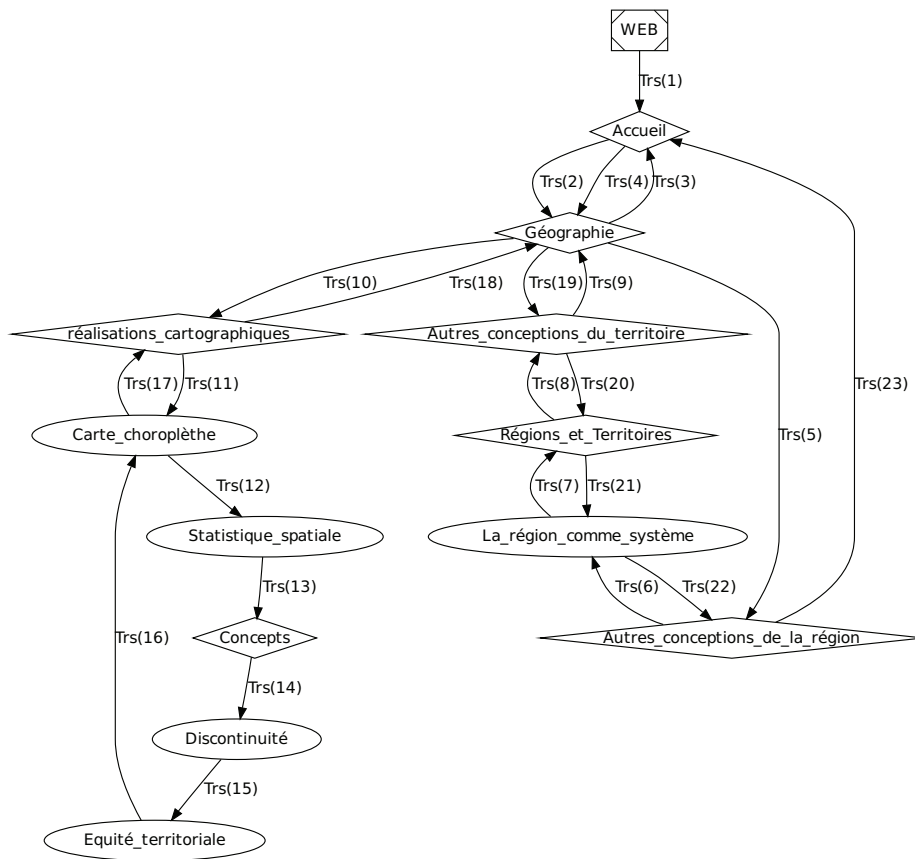 WEB
Trs(1)
Accueil
Trs(2)
Trs(4)
Trs(3)
Géographie
Trs(10)
Trs(18)
Trs(19)
Trs(9)
réalisations_cartographiques
Autres_conceptions_du_territoire
Trs(17)
Trs(11)
Trs(8)
Trs(20)
Trs(23)
Carte_choroplèthe
Régions_et_Territoires
Trs(5)
Trs(12)
Trs(7)
Trs(21)
Statistique_spatiale
La_région_comme_système
Trs(13)
Trs(6)
Trs(22)
Trs(16)
Concepts
Autres_conceptions_de_la_région
Trs(14)
Discontinuité
Trs(15)
Equité_territoriale